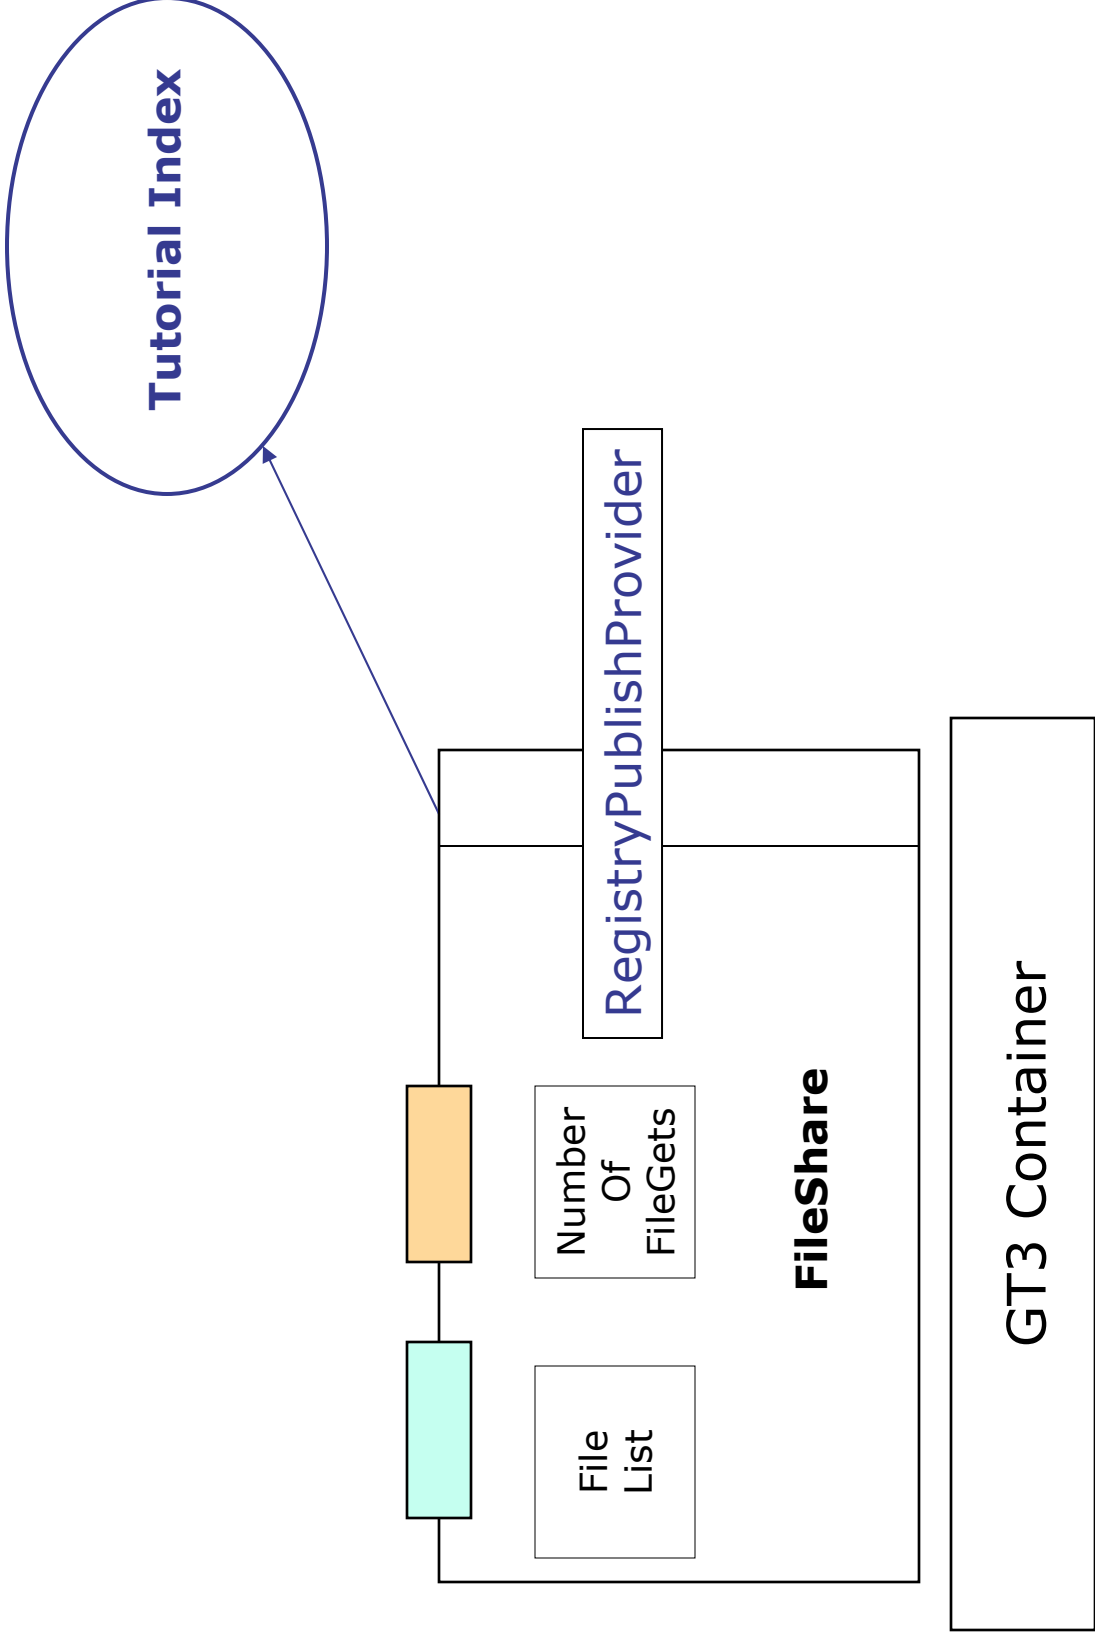 Tutorial Index
RegistryPublishProvider
File
List
Number
Of
FileGets
FileShare
GT3 Container